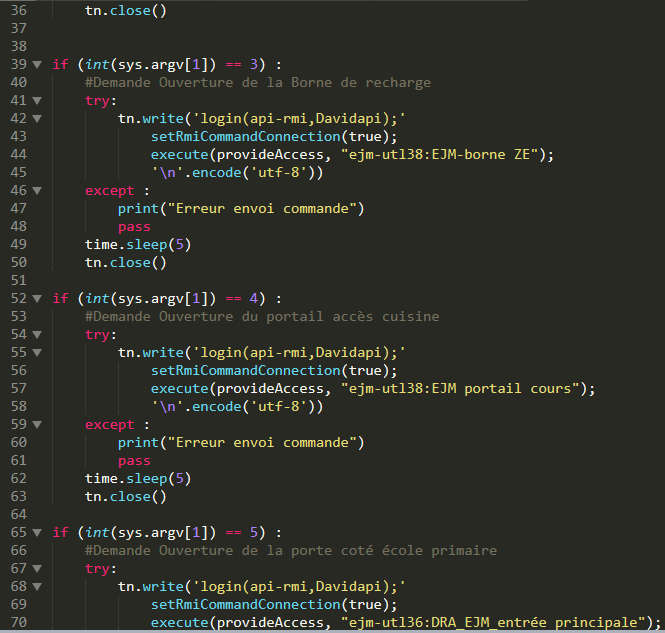 36 tn.close()
37
38
39 if (int(sys.argv[1]) == 3) :
40 #Demande Ouverture de la Borne de recharge
41 try:
42 tn.write('login(api-rmi,Davidapi);'
43 setRmiCommandConnection(true);
44 execute(provideAccess, "ejm-utl38:EJM-borne ZE");
45 '\n'.encode('utf-8'))
46 except :
47 print("Erreur envoi commande")
48 pass
49 time.sleep(5)
50 tn.close()
51
52 if (int(sys.argv[1]) == 4) :
53 #Demande Ouverture du portail accès cuisine
54 try:
55 tn.write('login(api-rmi,Davidapi);'
56 setRmiCommandConnection(true);
57 execute(provideAccess, "ejm-utl38:EJM portail cours");
58 '\n'.encode('utf-8'))
59 except :
60 print("Erreur envoi commande")
61 pass
62 time.sleep(5)
63 tn.close()
64
65 if (int(sys.argv[1]) == 5) :
66 #Demande Ouverture de la porte coté école primaire
67 try:
68 tn.write('login(api-rmi,Davidapi);'
69 setRmiCommandConnection(true);
70 execute(provideAccess, "ejm-utl36:DRA_EJM_entrée principale");